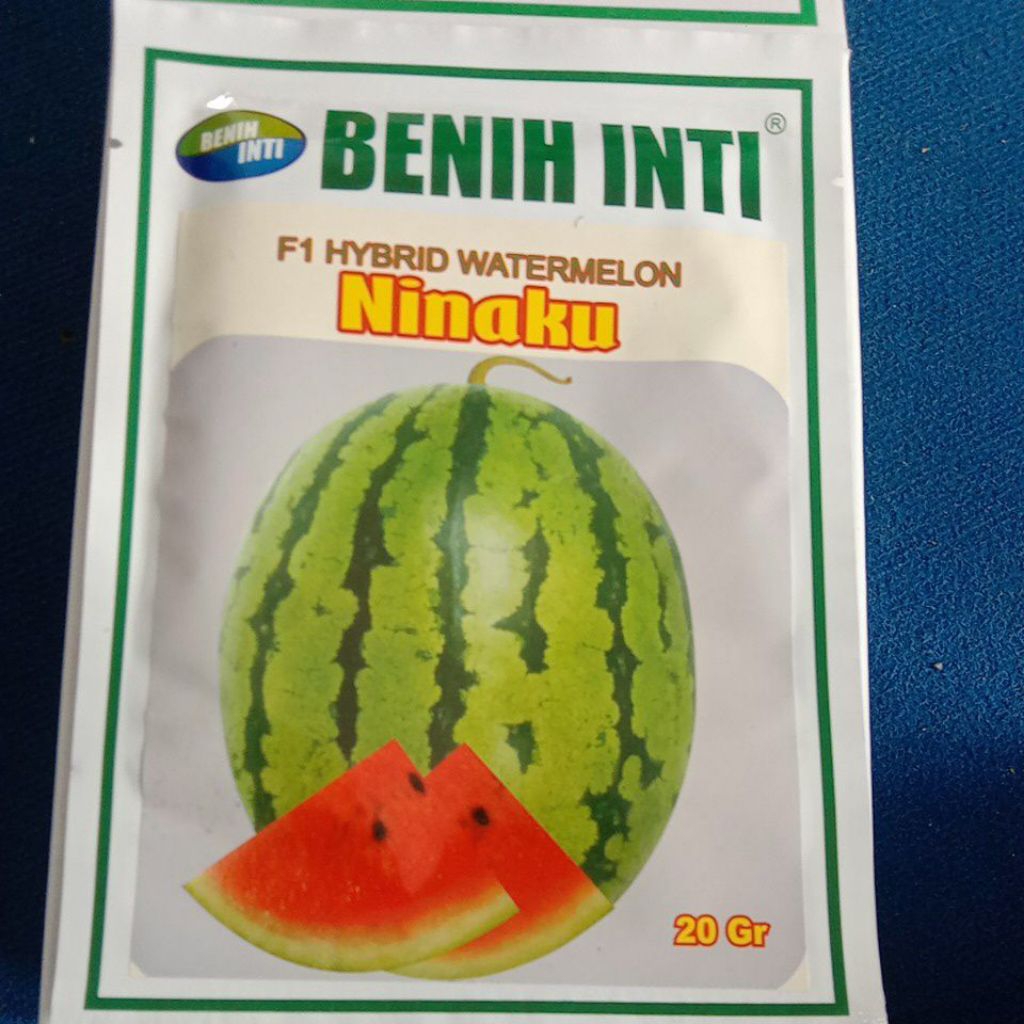 BENIH
INTI
BENIH INTI®
F1 HYBRID WATERMELON
Ninaku
20 Gr